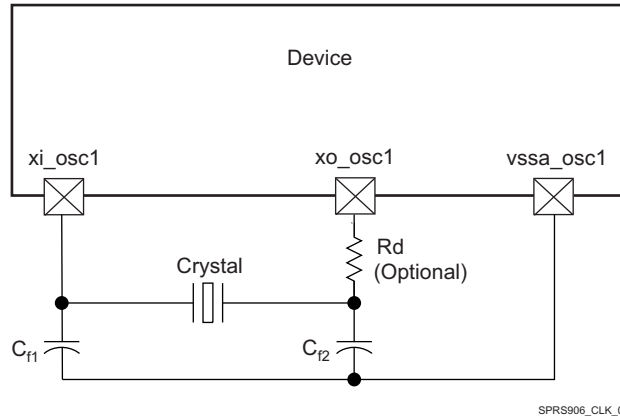 Device
xi_osc1
xo_osc1
vssa_osc1
Rd
(Optional)
Crystal
Cf1
Cf2